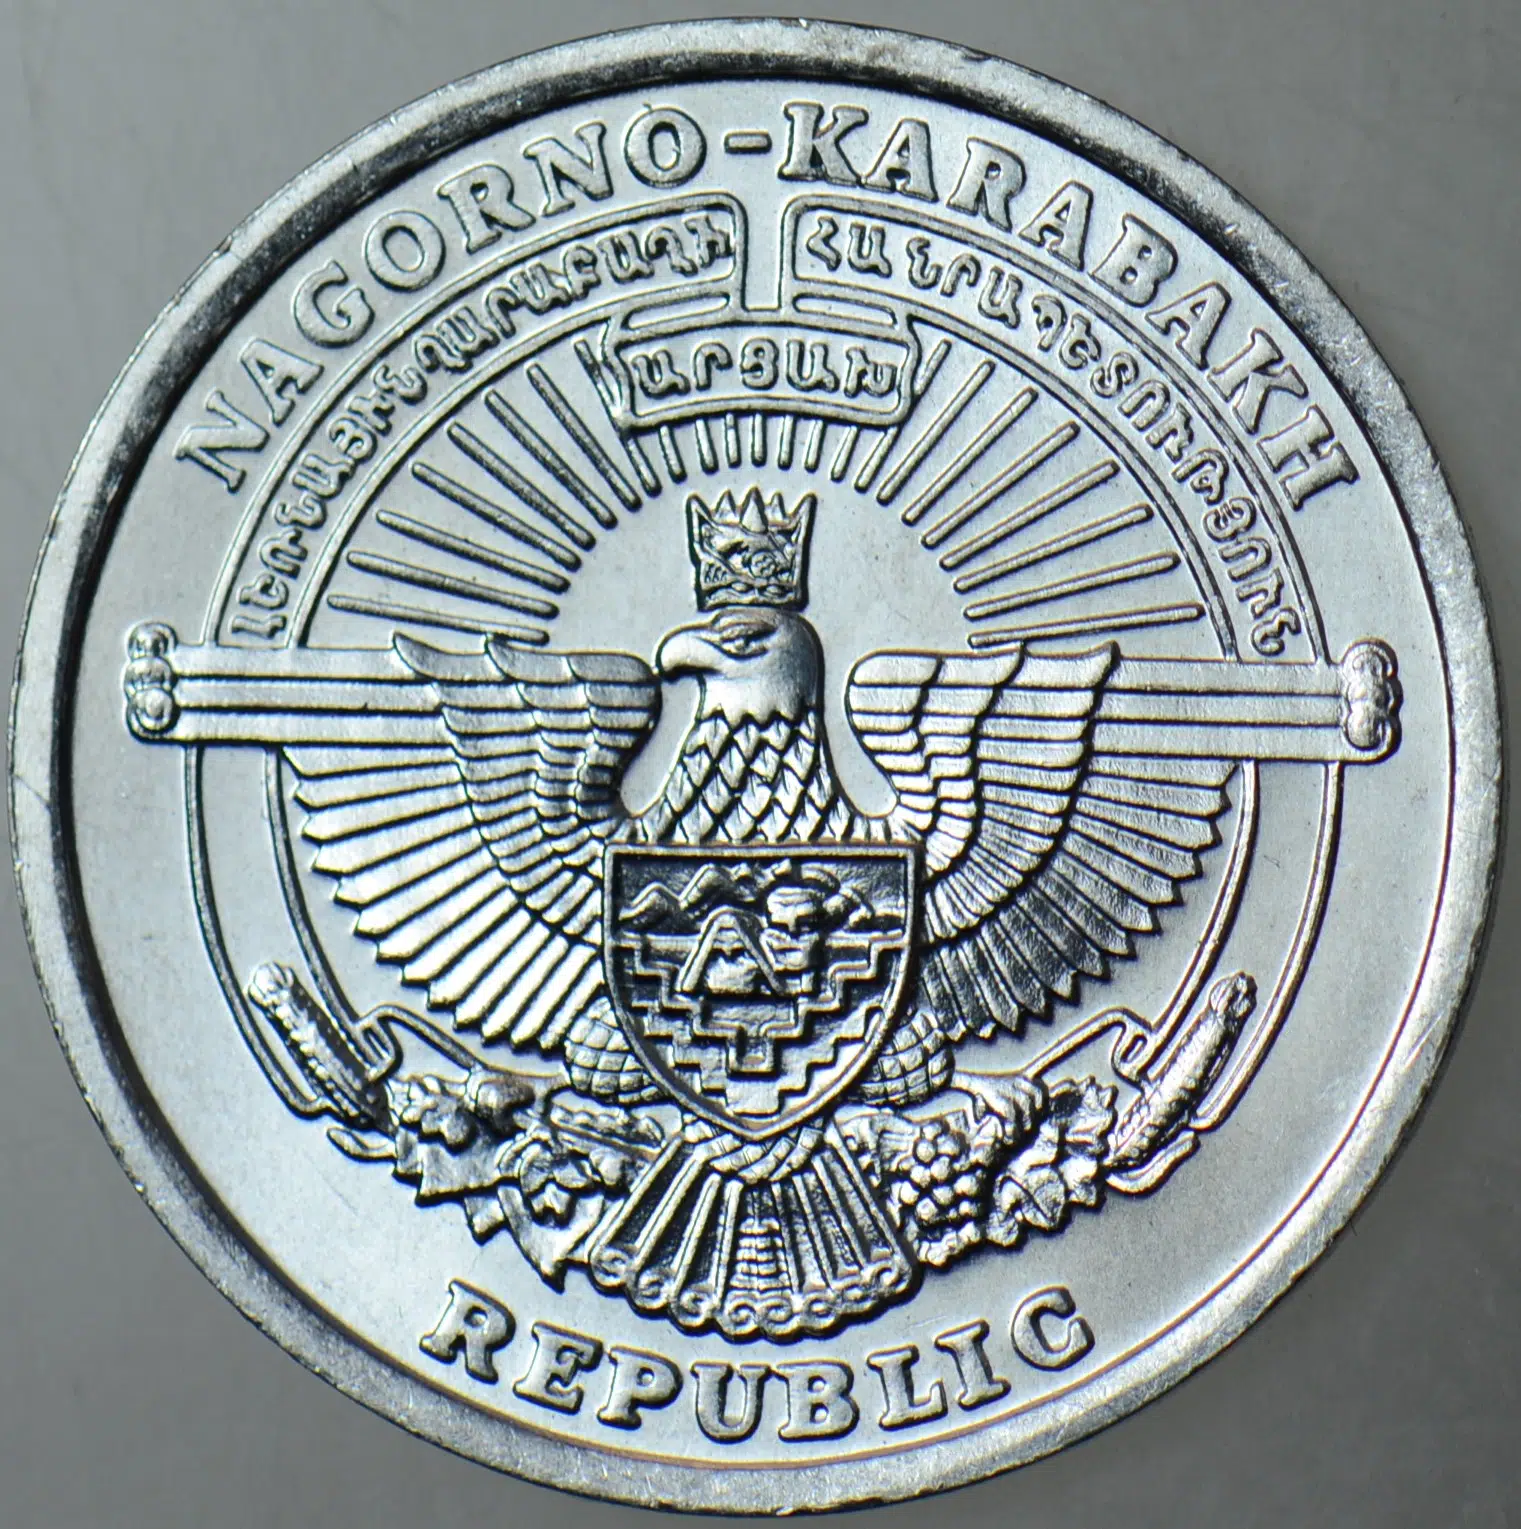 NAGORNO-KARABAKH
ԼԵՌՆԱՅԻՆ ՂԱՐԱԲԱՂԻ ՀԱՆՐԱՊԵՏՈՒԹՅՈՒՆ
ԱՐՑԱԽ
REPUBLIC